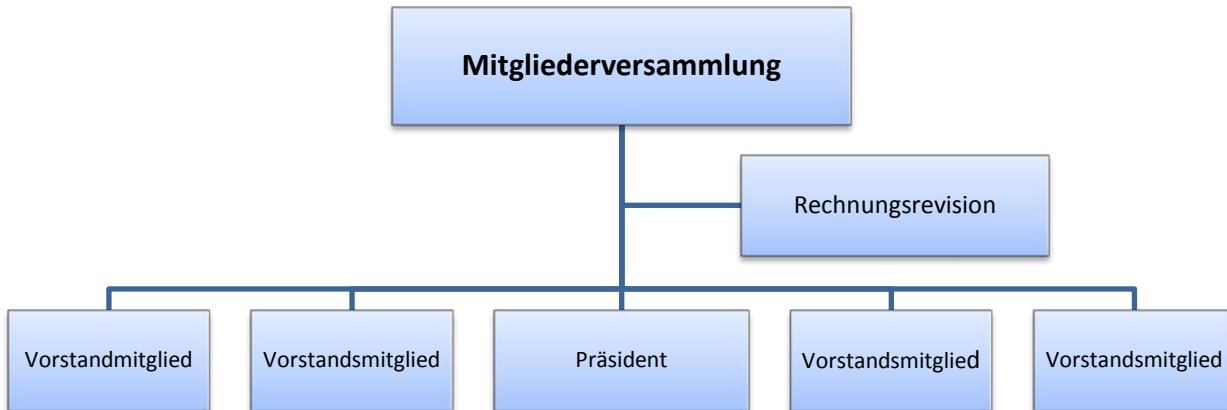 Mitgliederversammlung
Rechnungsrevision
Vorstandmitglied
Vorstandsmitglied
Präsident
Vorstandsmitglied
Vorstandsmitglied